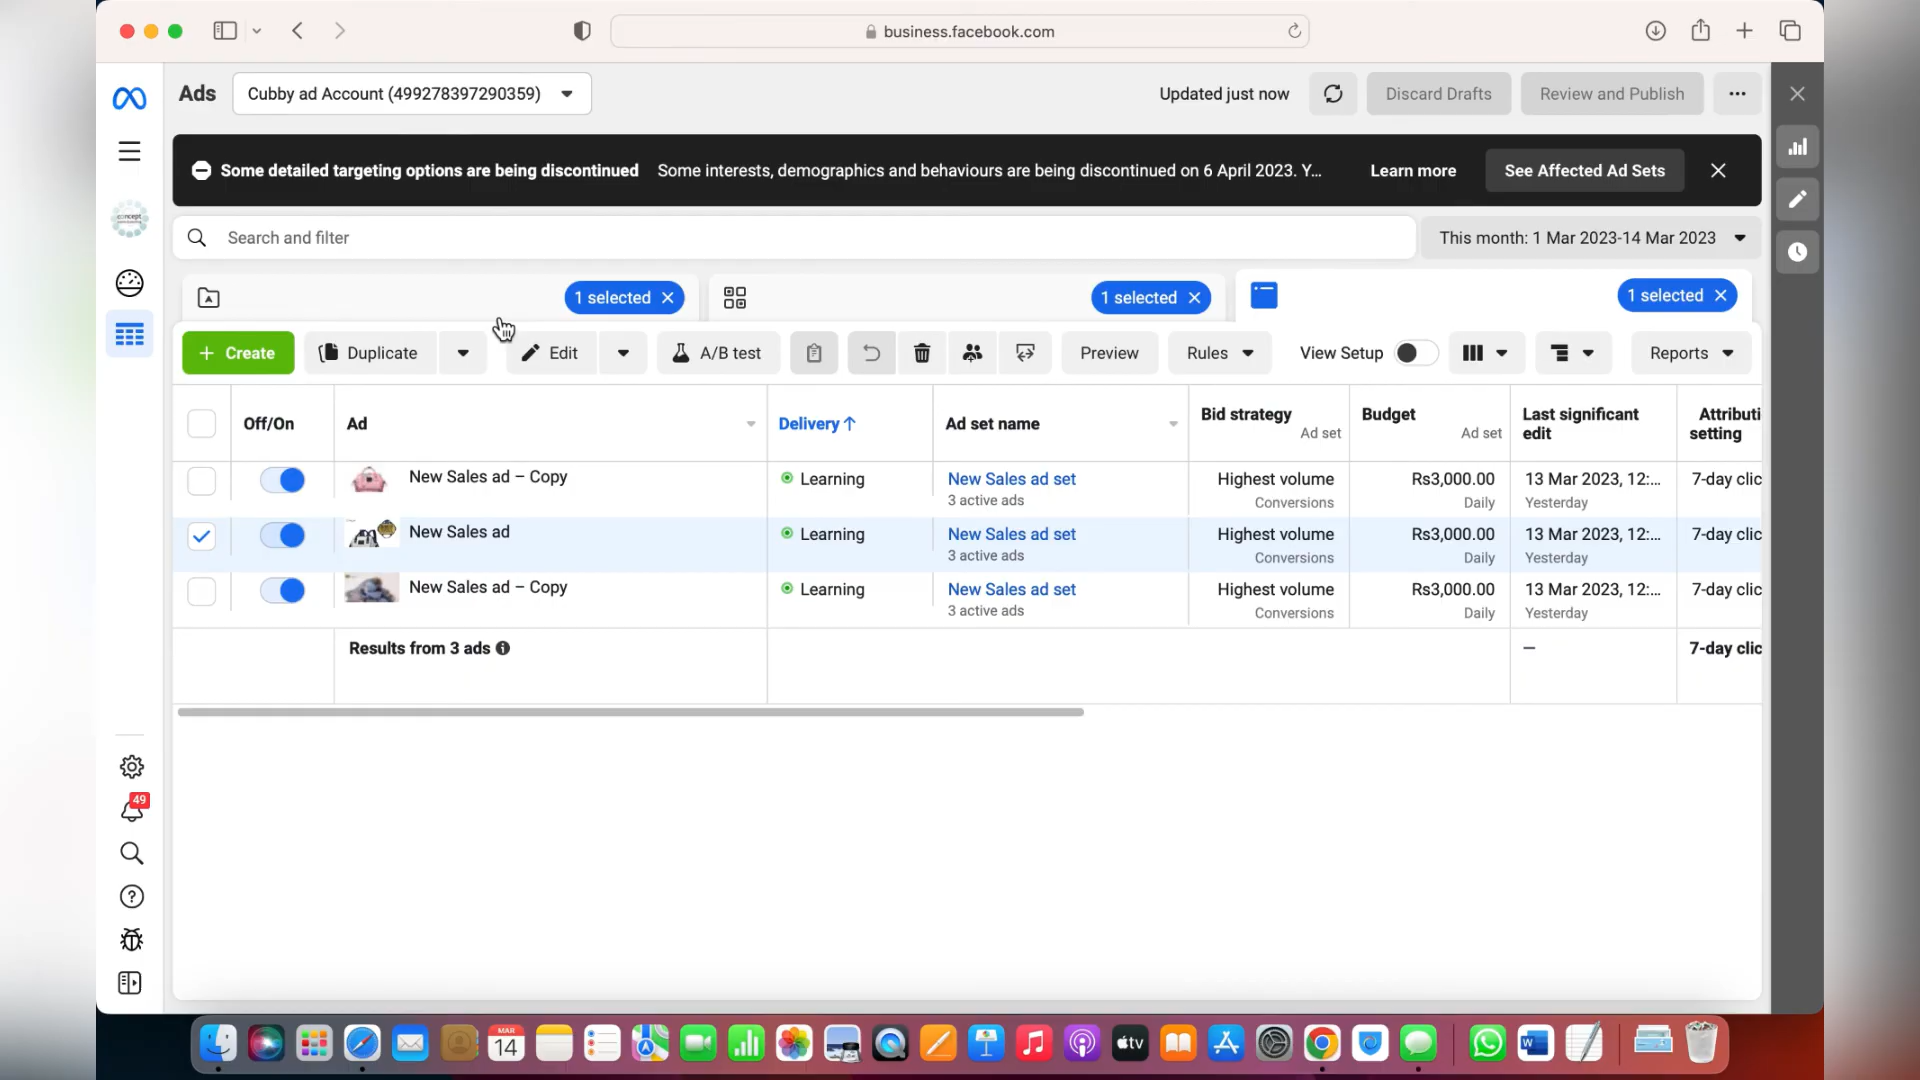 business.facebook.com
Ads
Cubby ad Account (499278397290359)
Updated just now
Discard Drafts
Review and Publish
Some detailed targeting options are being discontinued
Some interests, demographics and behaviours are being discontinued on 6 April 2023. Y...
Learn more
See Affected Ad Sets
concept
Search and filter
This month: 1 Mar 2023-14 Mar 2023
1 selected
1 selected
1 selected
+ Create
Duplicate
Edit
A/B test
Preview
Rules
View Setup
Reports
Off/On
Ad
Delivery ↑
Ad set name
Bid strategy
Ad set
Budget
Ad set
Last significant
edit
Attributi
setting
New Sales ad – Copy
Learning
New Sales ad set
3 active ads
Highest volume
Conversions
Rs3,000.00
Daily
13 Mar 2023, 12:...
Yesterday
7-day clic
New Sales ad
Learning
New Sales ad set
3 active ads
Highest volume
Conversions
Rs3,000.00
Daily
13 Mar 2023, 12:...
Yesterday
7-day clic
New Sales ad – Copy
Learning
New Sales ad set
3 active ads
Highest volume
Conversions
Rs3,000.00
Daily
13 Mar 2023, 12:...
Yesterday
7-day clic
Results from 3 ads
—
7-day clic
49
MAR
14
tv
W